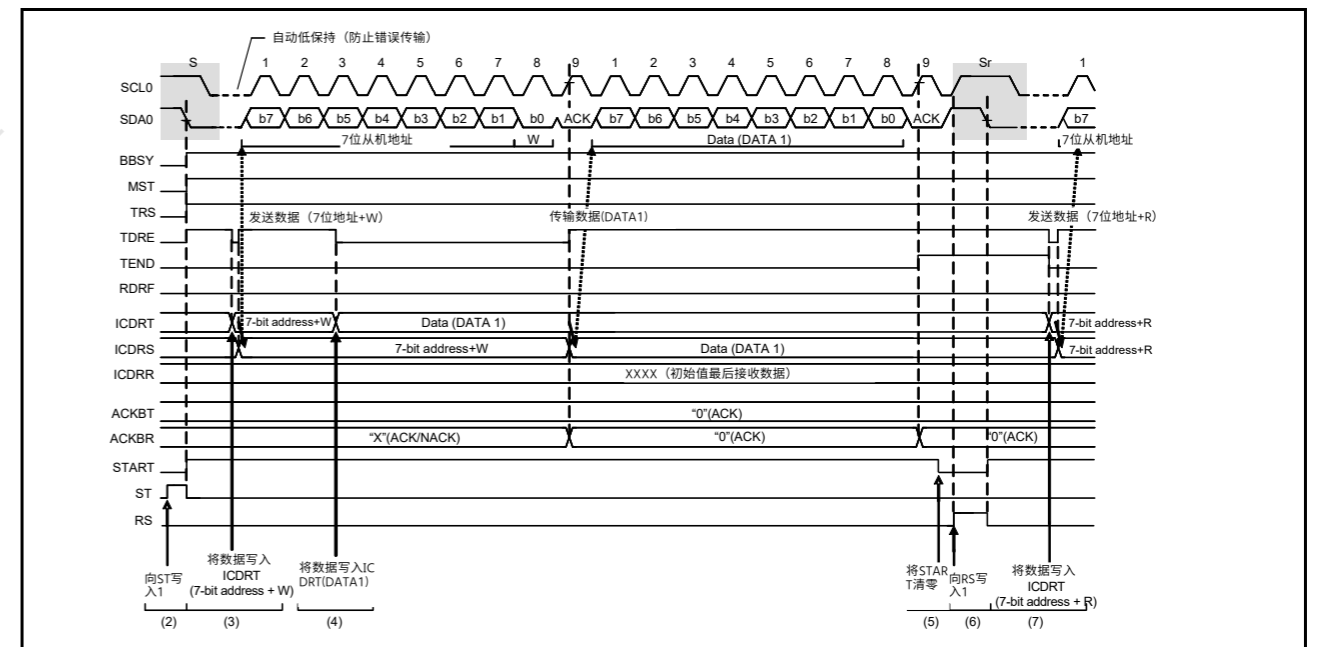 自动低保持（防止错误传输）
S 1 2 3 4 5 6 7 8 9 1 2 3 4 5 6 7 8 9 Sr 1
SCL0
SDA0 b7 b6 b5 b4 b3 b2 b1 b0 ACK b7 b6 b5 b4 b3 b2 b1 b0 ACK b7
7位从机地址 W Data (DATA 1) 7位从机地址
BBSY
MST
TRS
发送数据（7位地址+W） 传输数据(DATA1) 发送数据（7位地址+R）
TDRE
TEND
RDRF
ICDRT 7-bit address+W Data (DATA 1) 7-bit address+R
ICDRS 7-bit address+W Data (DATA 1) 7-bit address+R
ICDRR XXXX（初始值最后接收数据）
ACKBT “0”(ACK)
ACKBR “X”(ACK/NACK) “0”(ACK) “0”(ACK)
START
ST
RS
向ST写
入1
将数据写入
ICDRT
(7-bit address + W)
将数据写入IC
DRT(DATA1)
将STAR
T清零
向RS写
入1
将数据写入
ICDRT
(7-bit address + R)
(2) (3) (4) (5) (6) (7)